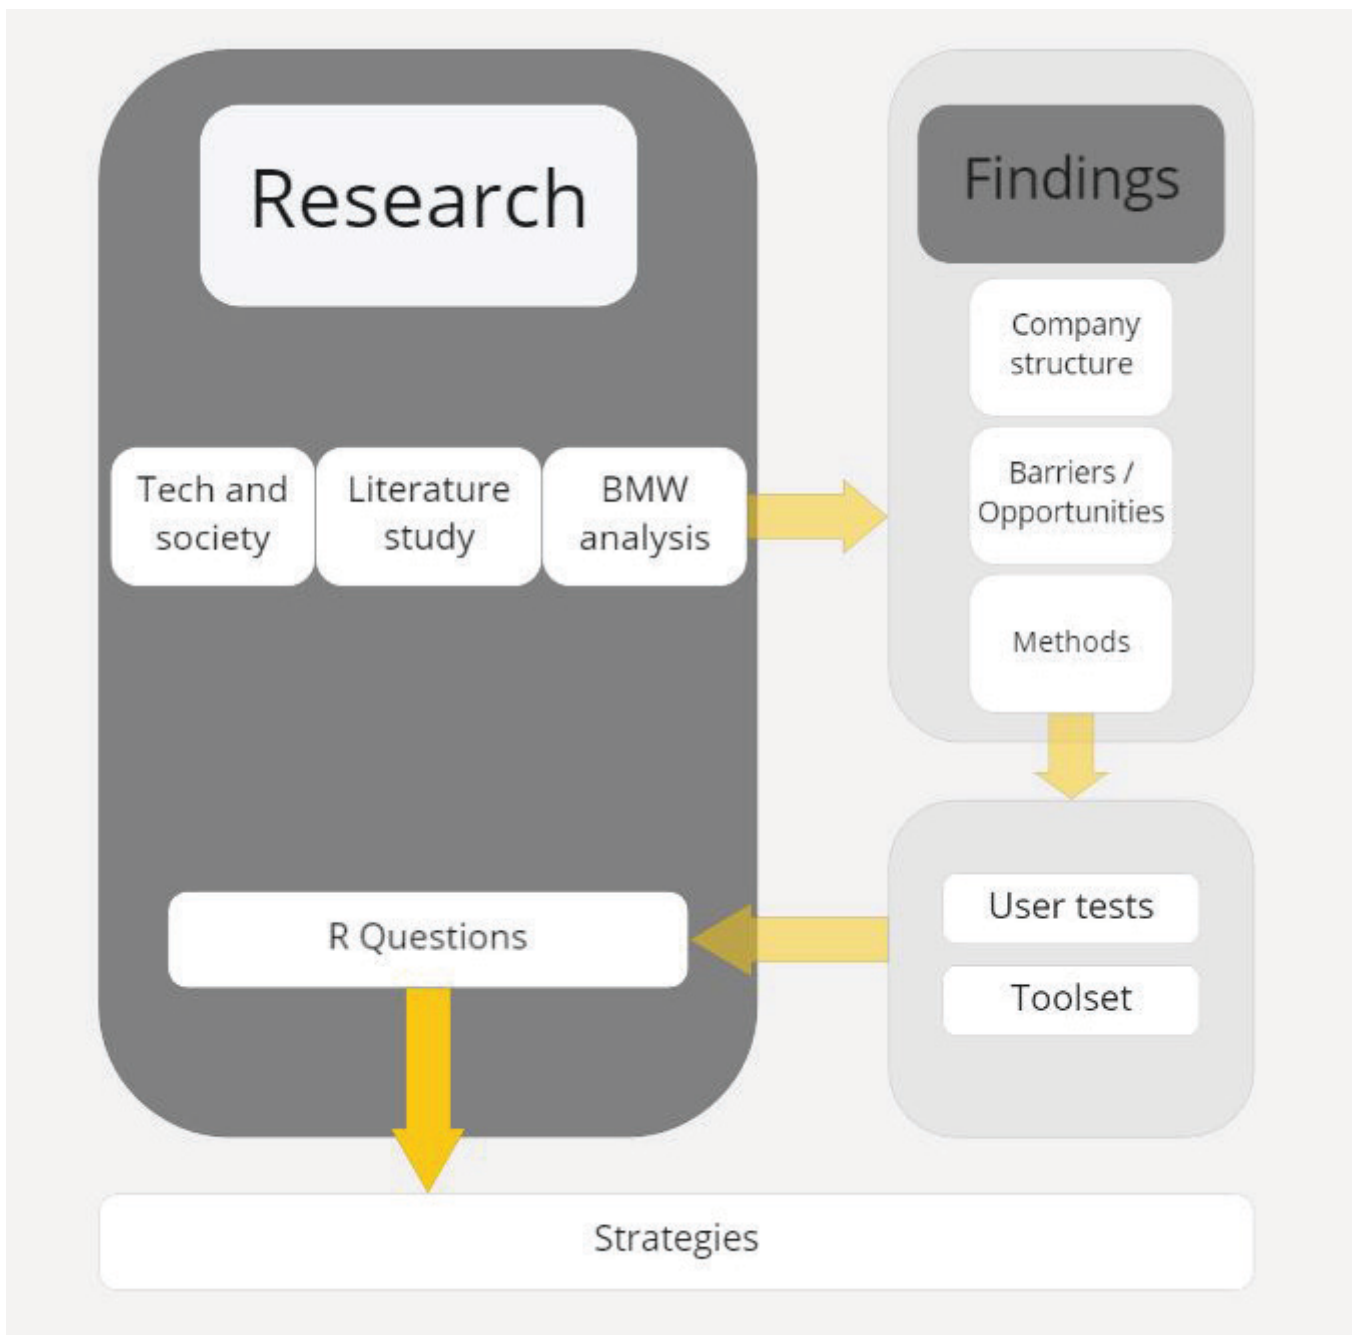 Research
Tech and
society
Literature
study
BMW
analysis
R Questions
Findings
Company
structure
Barriers /
Opportunities
Methods
User tests
Toolset
Strategies